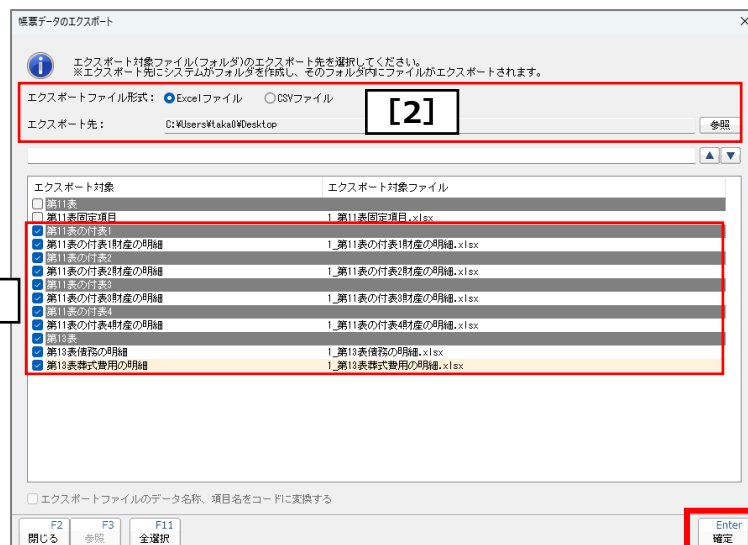 帳票データのエクスポート
エクスポート対象ファイル(フォルダ)のエクスポート先を選択してください。
※エクスポート先にシステムがフォルダを作成し、そのフォルダ内にファイルがエクスポートされます。
エクスポートファイル形式： Excelファイル CSVファイル
[2]
エクスポート先： C:¥Users¥taka0¥Desktop 参照
▲ ▼
エクスポート対象 エクスポート対象ファイル
第11表
第11表固定項目 1_第11表固定項目.xlsx
第11表の付表1
第11表の付表1財産の明細 1_第11表の付表1財産の明細.xlsx
第11表の付表2
第11表の付表2財産の明細 1_第11表の付表2財産の明細.xlsx
第11表の付表3
第11表の付表3財産の明細 1_第11表の付表3財産の明細.xlsx
第11表の付表4
第11表の付表4財産の明細 1_第11表の付表4財産の明細.xlsx
第13表
第13表債務の明細 1_第13表債務の明細.xlsx
第13表葬式費用の明細 1_第13表葬式費用の明細.xlsx
エクスポートファイルのデータ名称、項目名をコードに変換する
F2 F3 F11 Enter
閉じる 参照 全選択 確定